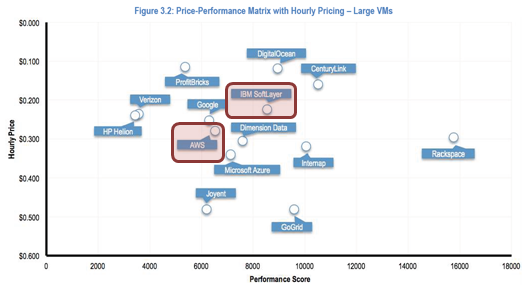 Figure 3.2: Price-Performance Matrix with Hourly Pricing – Large VMs
$0.000
$0.100
$0.200
$0.300
$0.400
$0.500
$0.600
Hourly Price
DigitalOcean
CenturyLink
ProfitBricks
IBM SoftLayer
Verizon
Google
HP Helion
Dimension Data
AWS
Rackspace
Internap
Microsoft Azure
Joyent
GoGrid
0
2000
4000
6000
8000
10000
12000
14000
16000
18000
Performance Score